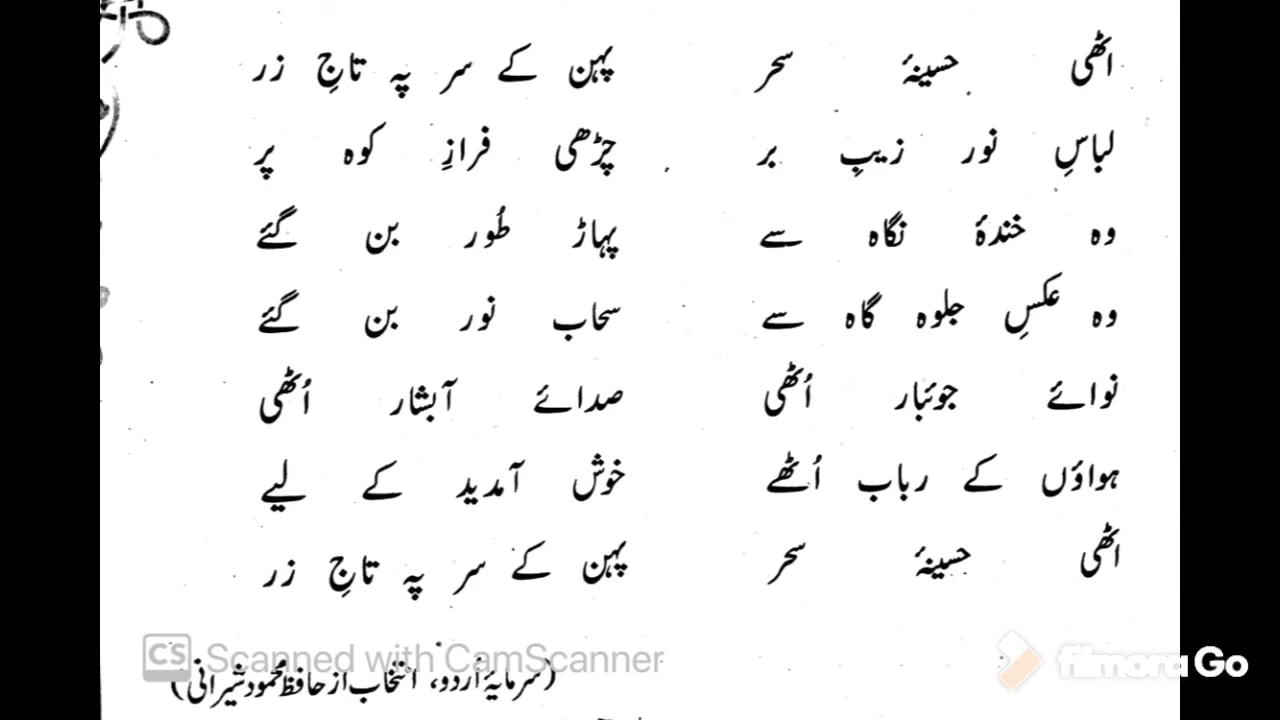 اٹھی حسینۂ سحر پہن کے سر پہ تاجِ زر
لباسِ نور زیبِ بر چڑھی فرازِ کوہ پر
وہ خندۂ نگاہ سے پہاڑ طُور بن گئے
وہ عکسِ جلوہ گاہ سے سحاب نور بن گئے
نوائے جوئبار اُٹھی صدائے آبشار اُٹھی
ہواؤں کے رباب اُٹھے خوش آمدید کے لیے
اٹھی حسینۂ سحر پہن کے سر پہ تاجِ زر
(سرمایۂ اُردو، انتخاب از حافظ محمود شیرانی)
CS Scanned with CamScanner
filmora Go